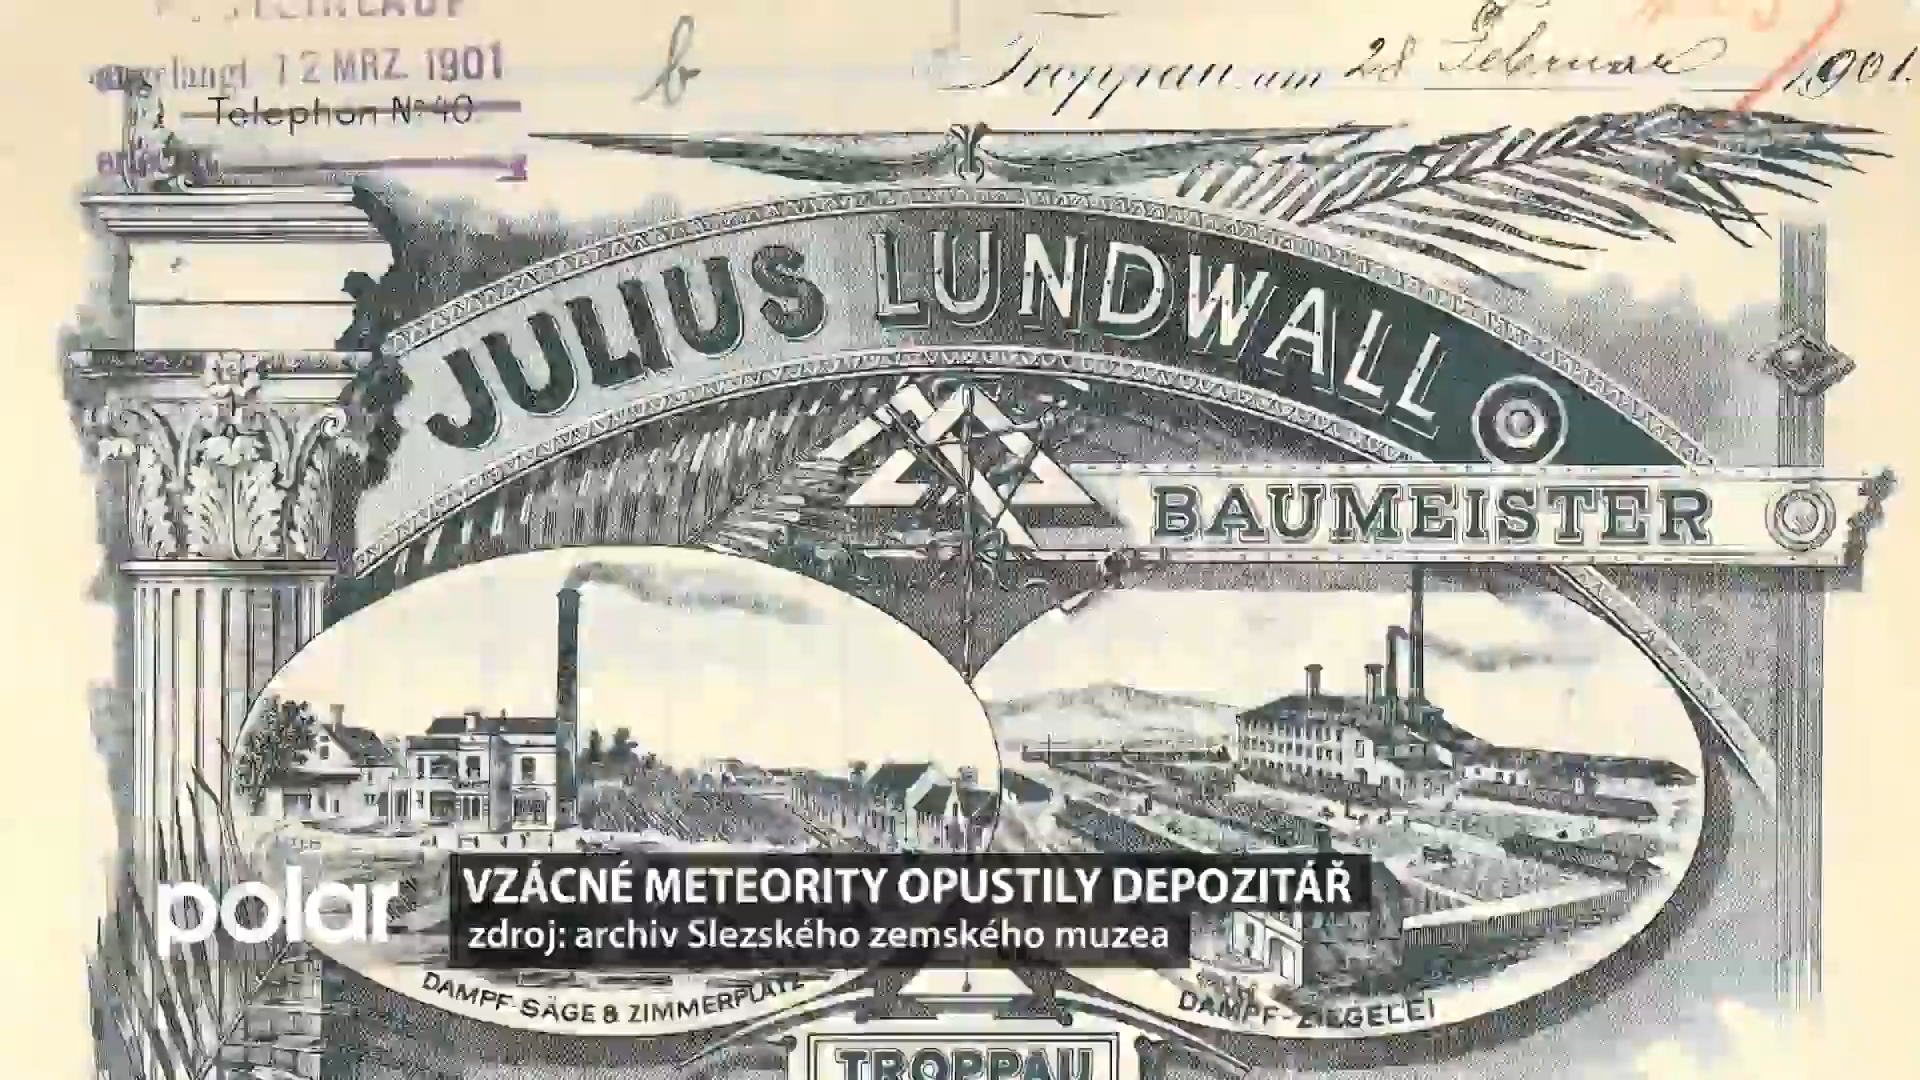 angelangt 12 MRZ. 1901
Telephon Nº 40.
b
Troppau am 28 Februar 1901.
JULIUS LUNDWALL
BAUMEISTER
polar
VZÁCNÉ METEORITY OPUSTILY DEPOZITÁŘ
zdroj: archiv Slezského zemského muzea
DAMPF-SÄGE & ZIMMERPLATZ
DAMPF-ZIEGELEI
TROPPAU